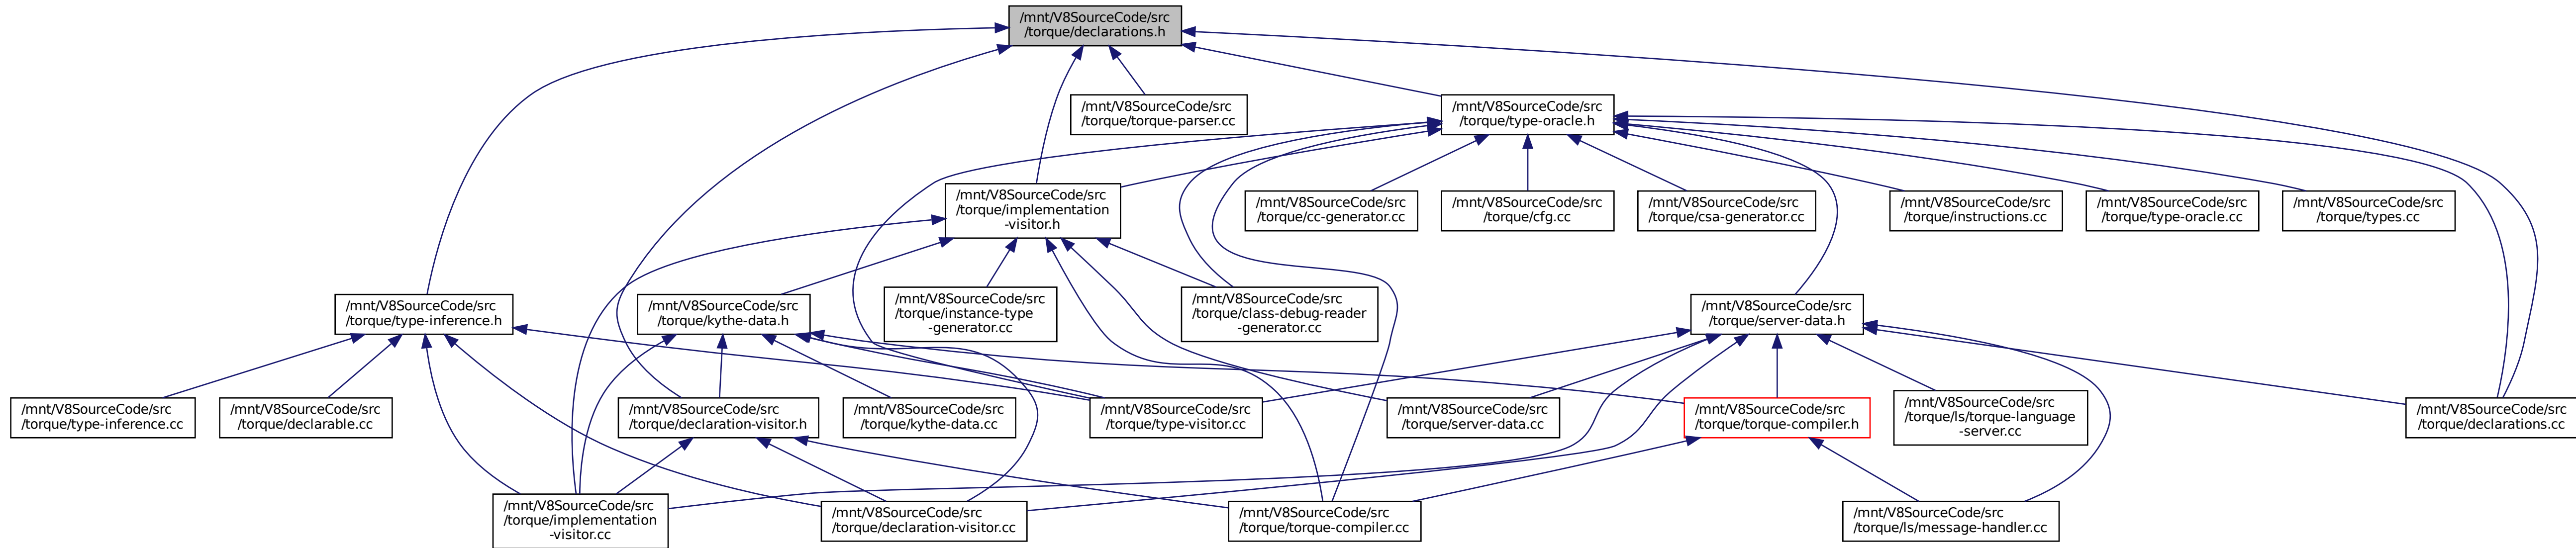 /mnt/V8SourceCode/src
/torque/declarations.h
/mnt/V8SourceCode/src
/torque/torque-parser.cc
/mnt/V8SourceCode/src
/torque/type-oracle.h
/mnt/V8SourceCode/src
/torque/implementation
-visitor.h
/mnt/V8SourceCode/src
/torque/cc-generator.cc
/mnt/V8SourceCode/src
/torque/cfg.cc
/mnt/V8SourceCode/src
/torque/csa-generator.cc
/mnt/V8SourceCode/src
/torque/instructions.cc
/mnt/V8SourceCode/src
/torque/type-oracle.cc
/mnt/V8SourceCode/src
/torque/types.cc
/mnt/V8SourceCode/src
/torque/type-inference.h
/mnt/V8SourceCode/src
/torque/kythe-data.h
/mnt/V8SourceCode/src
/torque/instance-type
-generator.cc
/mnt/V8SourceCode/src
/torque/class-debug-reader
-generator.cc
/mnt/V8SourceCode/src
/torque/server-data.h
/mnt/V8SourceCode/src
/torque/type-inference.cc
/mnt/V8SourceCode/src
/torque/declarable.cc
/mnt/V8SourceCode/src
/torque/declaration-visitor.h
/mnt/V8SourceCode/src
/torque/kythe-data.cc
/mnt/V8SourceCode/src
/torque/type-visitor.cc
/mnt/V8SourceCode/src
/torque/server-data.cc
/mnt/V8SourceCode/src
/torque/torque-compiler.h
/mnt/V8SourceCode/src
/torque/ls/torque-language
-server.cc
/mnt/V8SourceCode/src
/torque/declarations.cc
/mnt/V8SourceCode/src
/torque/implementation
-visitor.cc
/mnt/V8SourceCode/src
/torque/declaration-visitor.cc
/mnt/V8SourceCode/src
/torque/torque-compiler.cc
/mnt/V8SourceCode/src
/torque/ls/message-handler.cc